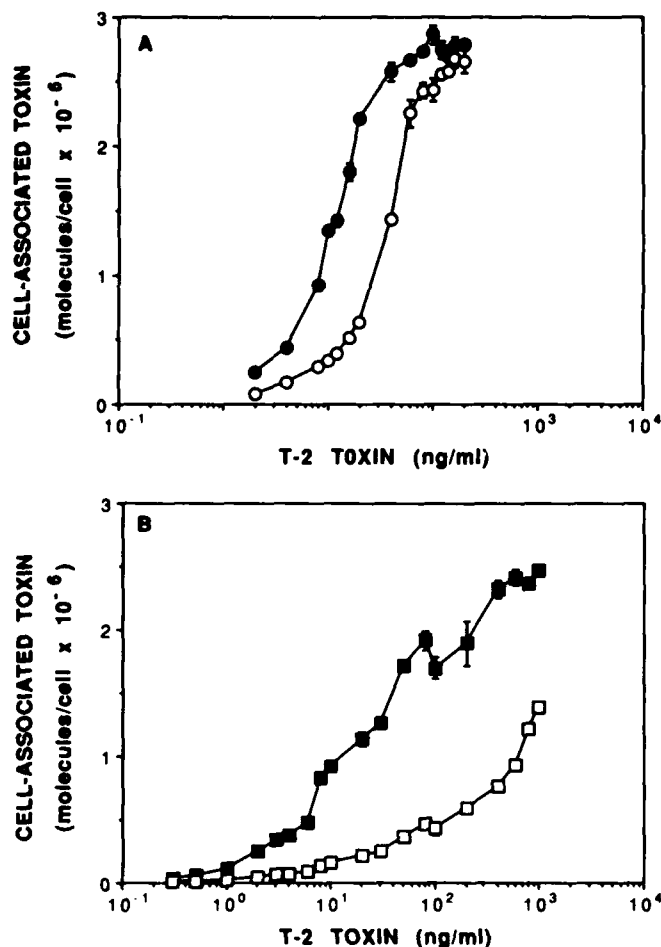 A
CELL-ASSOCIATED TOXIN
(molecules/cell x 10⁻⁶)
3
2
1
0
10⁻¹ 10³ 10⁴
T-2 TOXIN (ng/ml)
B
CELL-ASSOCIATED TOXIN
(molecules/cell x 10⁻⁶)
3
2
1
0
10⁻¹ 10⁰ 10¹ 10² 10³ 10⁴
T-2 TOXIN (ng/ml)